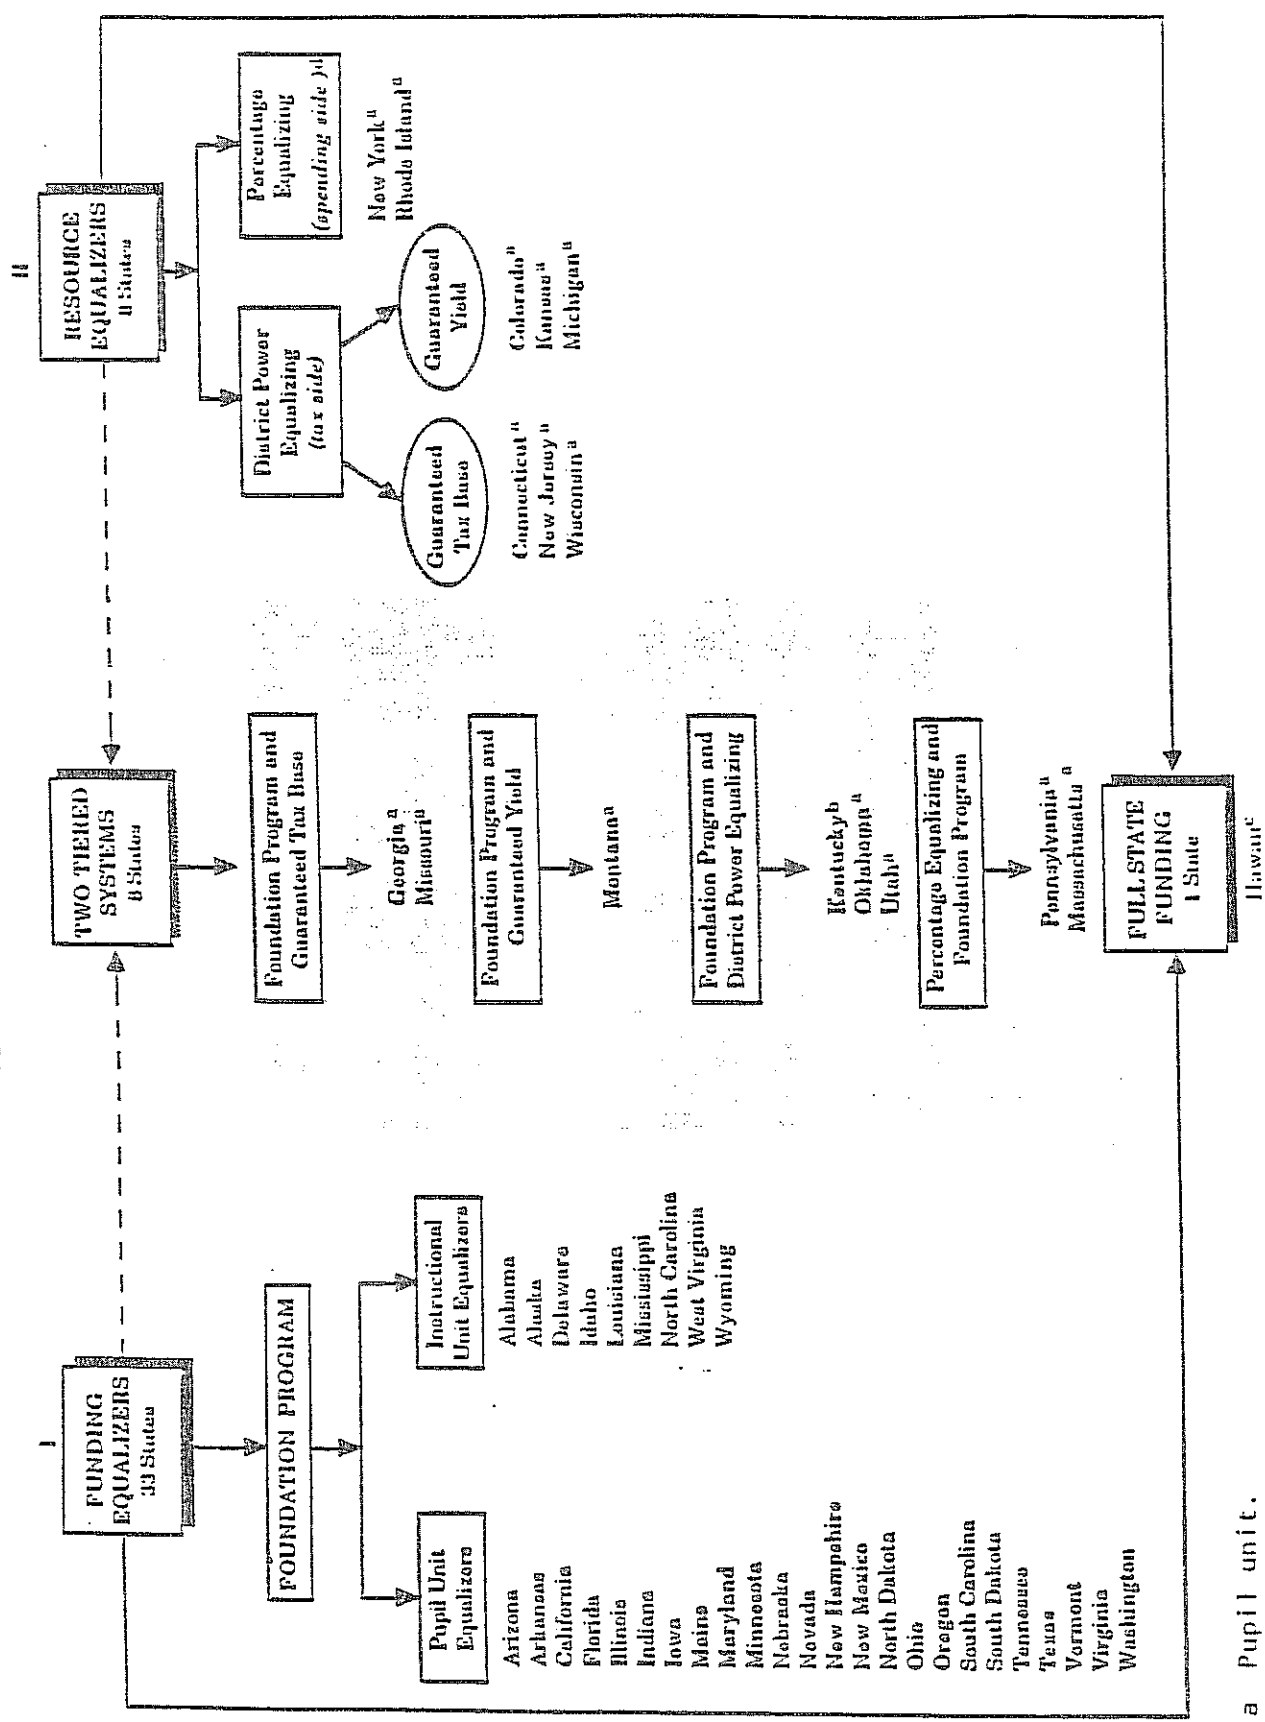 I
FUNDING
EQUALIZERS
33 States
FOUNDATION PROGRAM
Pupil Unit
Equalizers
Arizona
Arkansas
California
Florida
Illinois
Indiana
Iowa
Maine
Maryland
Minnesota
Nebraska
Nevada
New Hampshire
New Mexico
North Dakota
Ohio
Oregon
South Carolina
South Dakota
Tennessee
Texas
Vermont
Virginia
Washington
Instructional
Unit Equalizers
Alabama
Alaska
Delaware
Idaho
Louisiana
Mississippi
North Carolina
West Virginia
Wyoming
TWO TIERED
SYSTEMS
8 States
Foundation Program and
Guaranteed Tax Base
Georgia a
Missouri a
Foundation Program and
Guaranteed Yield
Montana a
Foundation Program and
District Power Equalizing
Kentucky b
Oklahoma a
Utah a
Percentage Equalizing and
Foundation Program
Pennsylvania a
Massachusetts a
II
RESOURCE
EQUALIZERS
8 States
District Power
Equalizing
(tax side)
Guaranteed
Tax Base
Connecticut a
New Jersey a
Wisconsin a
Guaranteed
Yield
Colorado a
Kansas a
Michigan a
Percentage
Equalizing
(spending side) d
New York a
Rhode Island a
FULL STATE
FUNDING
1 State
Hawaii c
a Pupil unit.